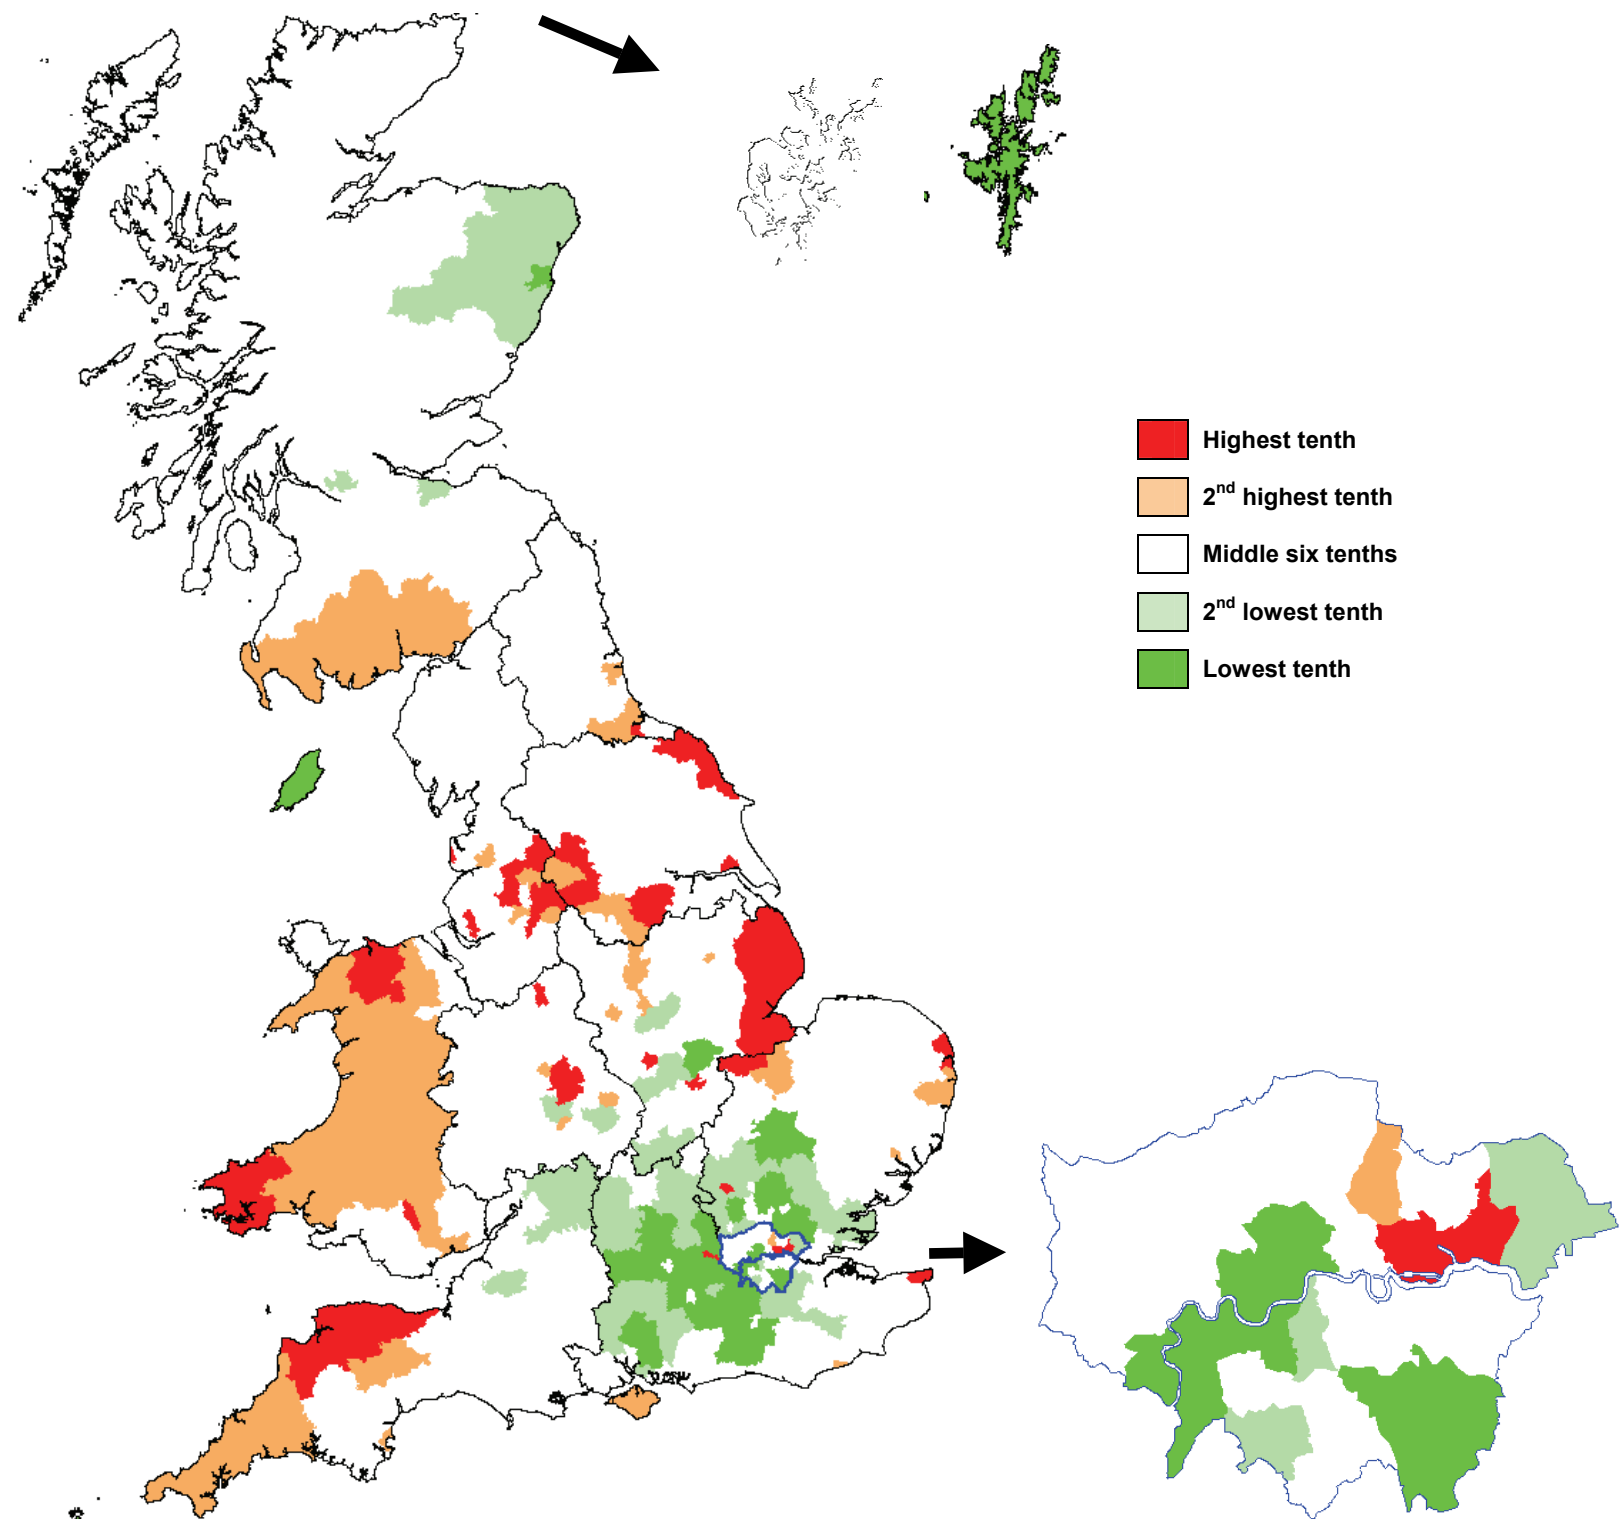 Highest tenth
2nd highest tenth
Middle six tenths
2nd lowest tenth
Lowest tenth